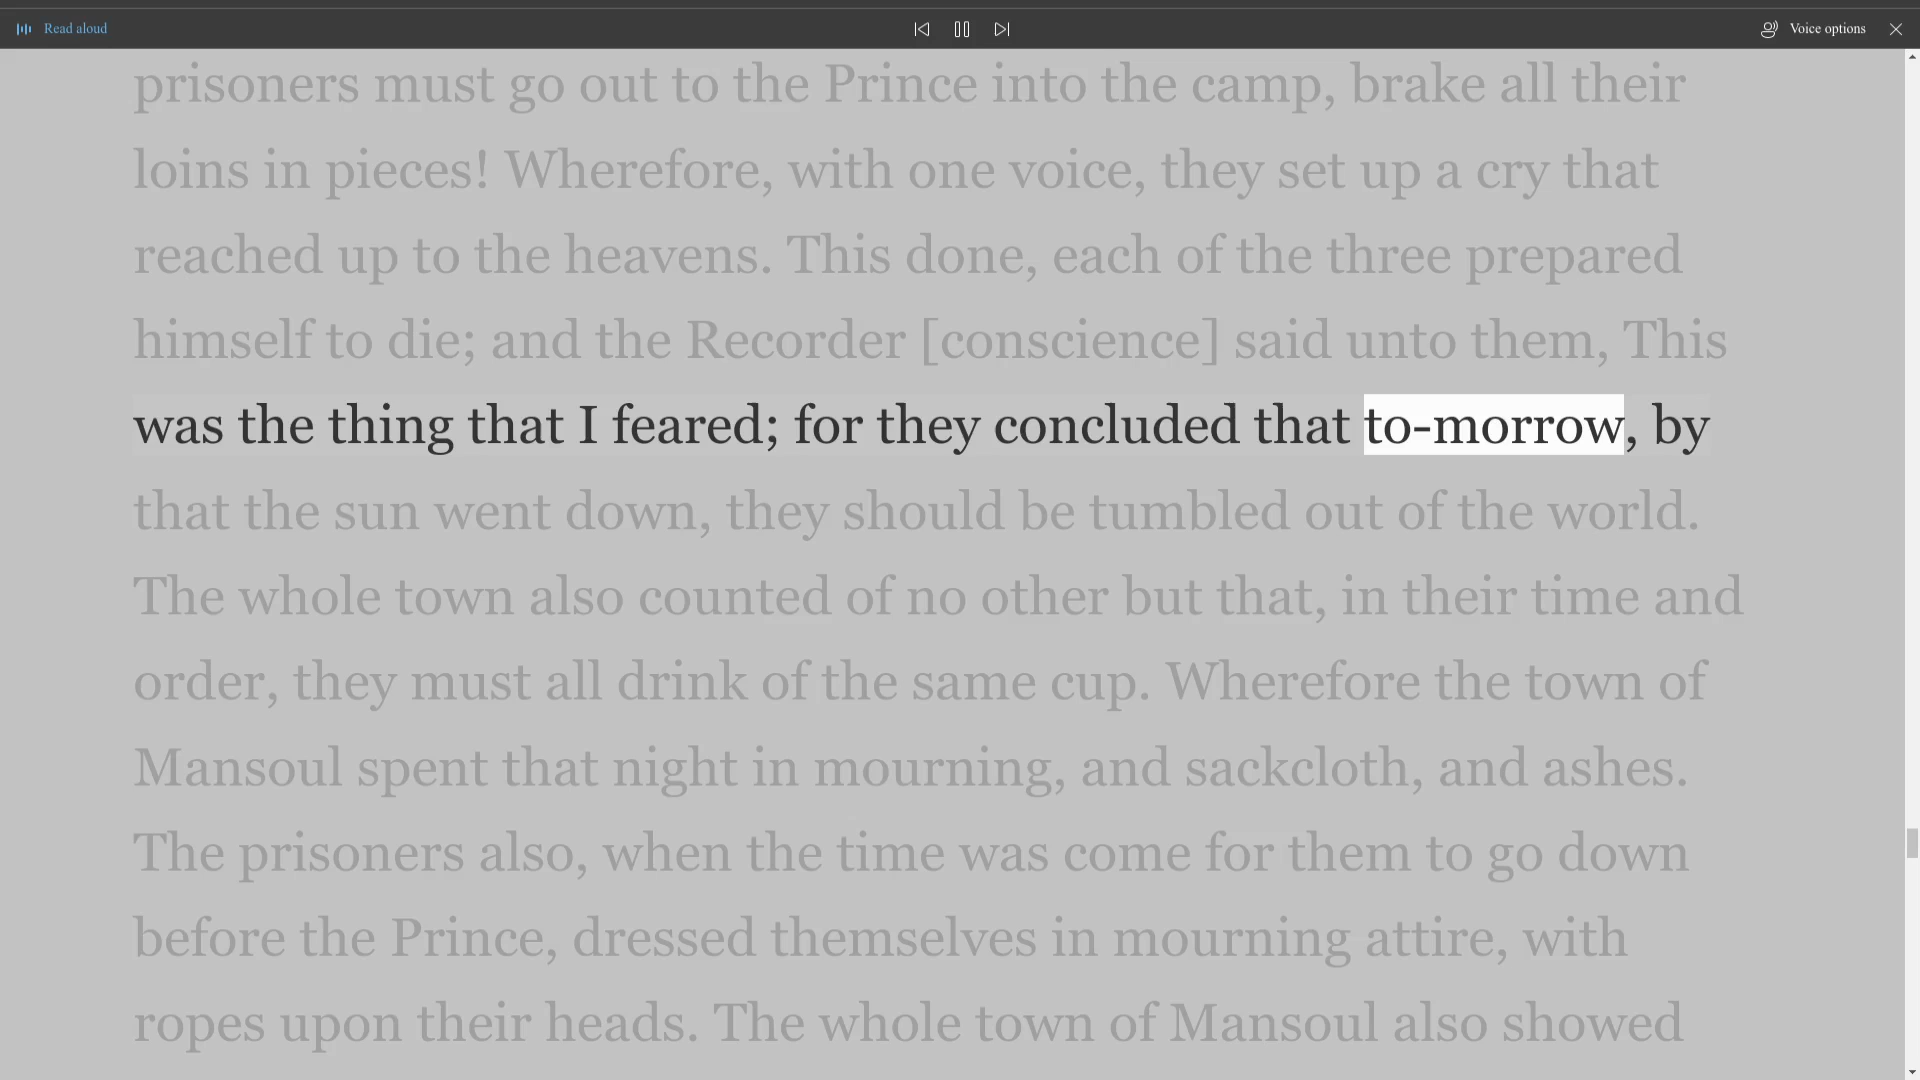 Read aloud
Voice options
prisoners must go out to the Prince into the camp, brake all their
loins in pieces! Wherefore, with one voice, they set up a cry that
reached up to the heavens. This done, each of the three prepared
himself to die; and the Recorder [conscience] said unto them, This
was the thing that I feared; for they concluded that to-morrow, by
that the sun went down, they should be tumbled out of the world.
The whole town also counted of no other but that, in their time and
order, they must all drink of the same cup. Wherefore the town of
Mansoul spent that night in mourning, and sackcloth, and ashes.
The prisoners also, when the time was come for them to go down
before the Prince, dressed themselves in mourning attire, with
ropes upon their heads. The whole town of Mansoul also showed